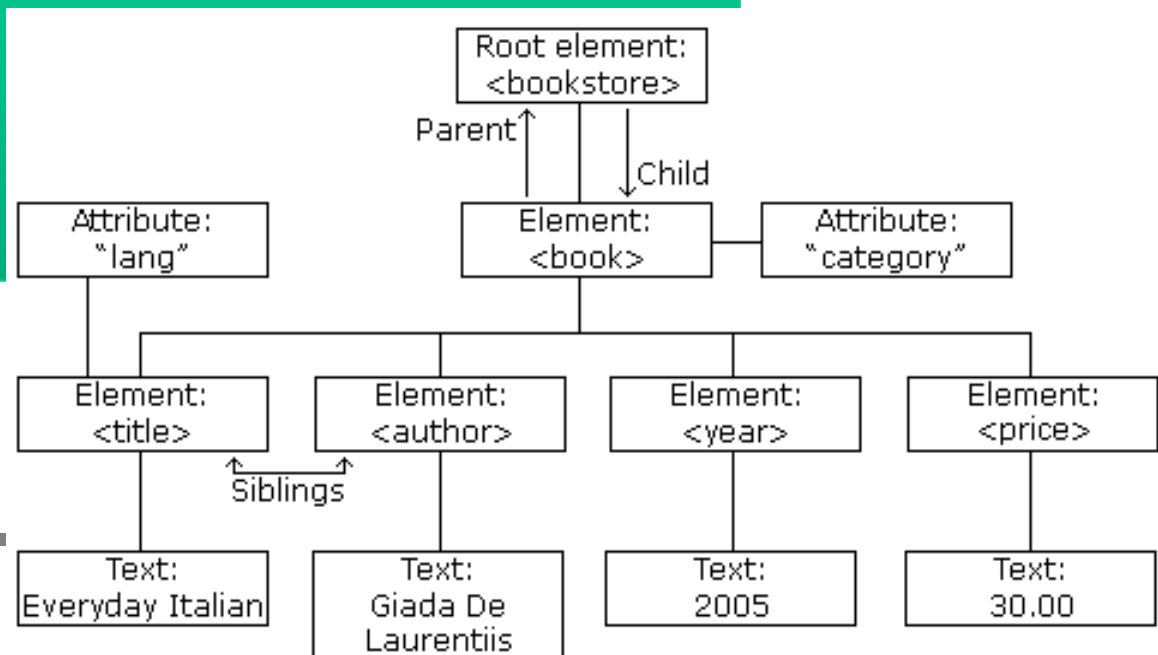 Root element:
<bookstore>
Parent
Child
Attribute:
“lang”
Element:
<book>
Attribute:
“category”
Element:
<title>
Element:
<author>
Element:
<year>
Element:
<price>
Siblings
Text:
Everyday Italian
Text:
Giada De
Laurentiis
Text:
2005
Text:
30.00